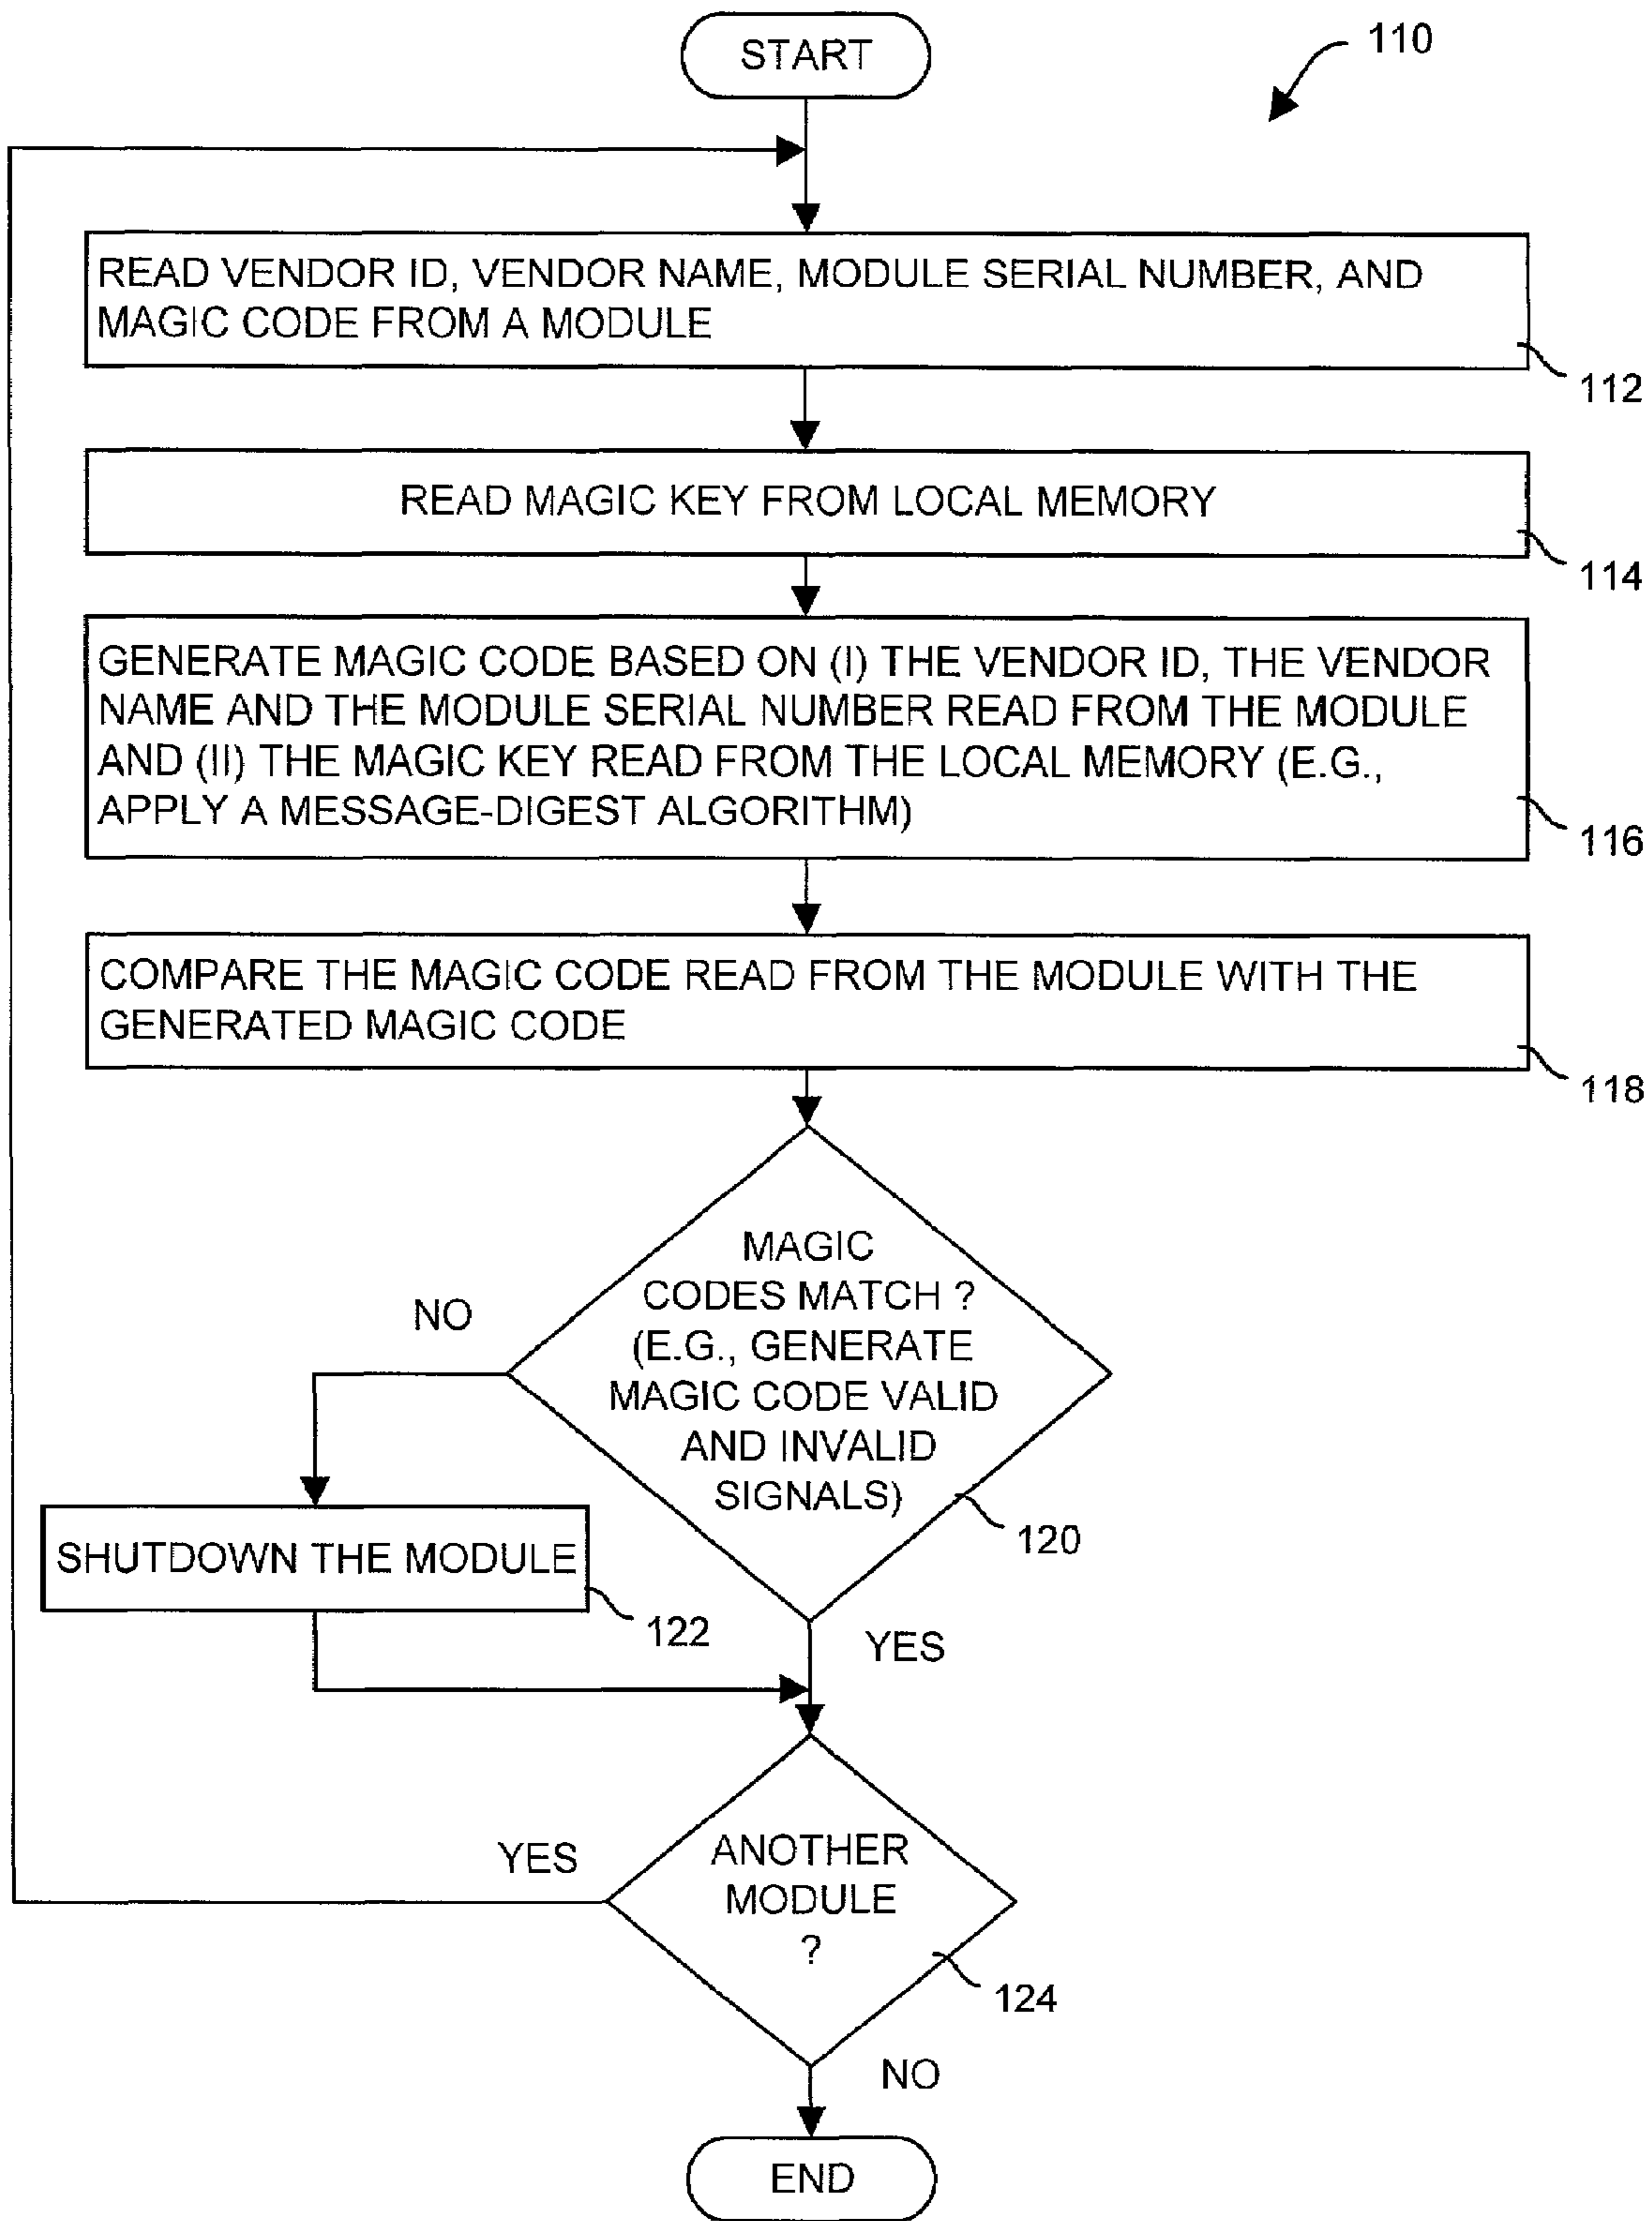 START
110
READ VENDOR ID, VENDOR NAME, MODULE SERIAL NUMBER, AND
MAGIC CODE FROM A MODULE
112
READ MAGIC KEY FROM LOCAL MEMORY
114
GENERATE MAGIC CODE BASED ON (I) THE VENDOR ID, THE VENDOR
NAME AND THE MODULE SERIAL NUMBER READ FROM THE MODULE
AND (II) THE MAGIC KEY READ FROM THE LOCAL MEMORY (E.G.,
APPLY A MESSAGE-DIGEST ALGORITHM)
116
COMPARE THE MAGIC CODE READ FROM THE MODULE WITH THE
GENERATED MAGIC CODE
118
MAGIC
CODES MATCH ?
(E.G., GENERATE
MAGIC CODE VALID
AND INVALID
SIGNALS)
NO
120
SHUTDOWN THE MODULE
122
YES
ANOTHER
MODULE
?
YES
124
NO
END